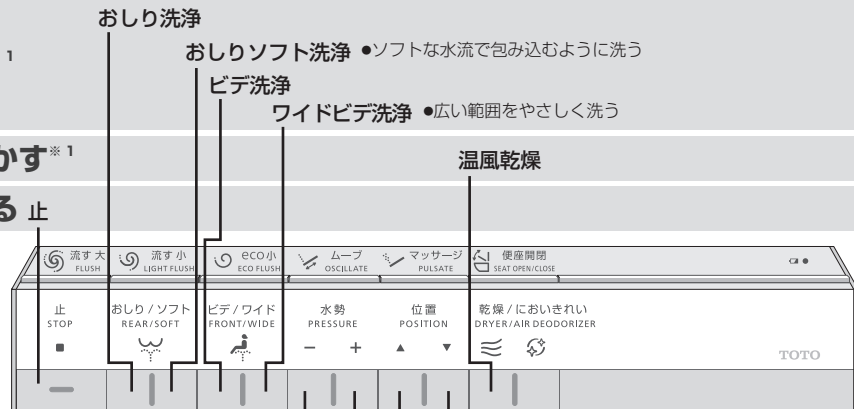 おしり洗浄
1
おしりソフト洗浄 ●ソフトな水流で包み込むように洗う
ビデ洗浄
ワイドビデ洗浄 ●広い範囲をやさしく洗う
かす※1
温風乾燥
る 止
流す大 流す小 eco小 ムーブ マッサージ 便座開閉
FLUSH LIGHT FLUSH ECO FLUSH OSCILLATE PULSATE SEAT OPEN/CLOSE
止 おしり/ソフト ビデ/ワイド 水勢 位置 乾燥/においきれい
STOP REAR/SOFT FRONT/WIDE PRESSURE POSITION DRYER/AIR DEODORIZER
− + ▲ ▼
TOTO